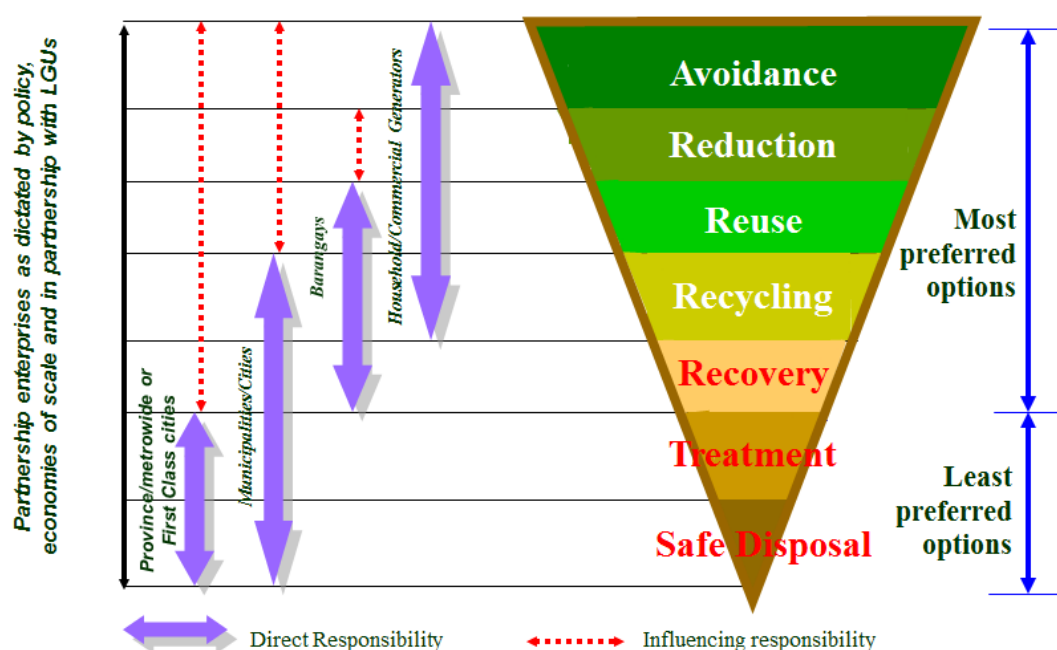 Partnership enterprises as dictated by policy,
economies of scale and in partnership with LGUs
Province/metrowide or
First Class cities
Municipalities/Cities
Barangays
Household/Commercial Generators
Avoidance
Reduction
Reuse
Recycling
Recovery
Treatment
Safe Disposal
Most
preferred
options
Least
preferred
options
Direct Responsibility
Influencing responsibility